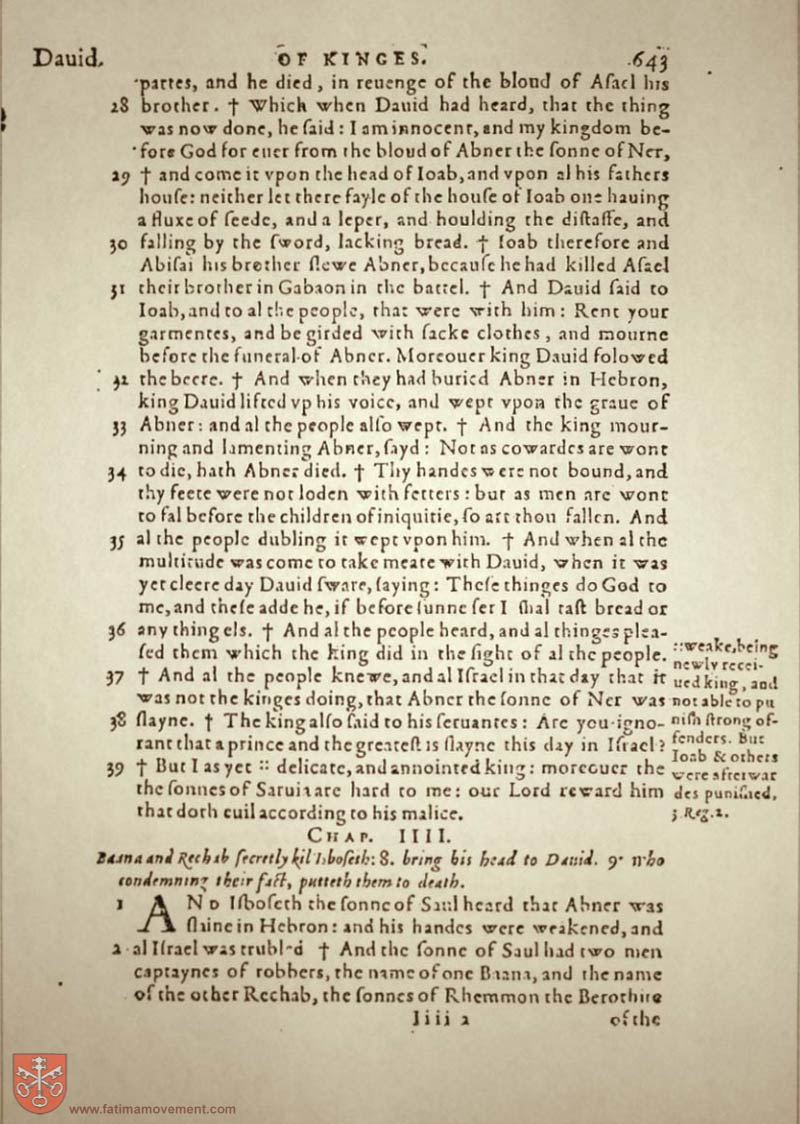 Dauid. OF KINGES. 643
partes, and he died, in reuenge of the bloud of Aſael his
28 brother. † Which when Dauid had heard, that the thing
was now done, he ſaid: I am innocent, and my kingdom be-
fore God for euer from the bloud of Abner the ſonne of Ner,
29 † and come it vpon the head of Ioab, and vpon al his fathers
houſe: neither let there fayle of the houſe of Ioab one hauing
a fluxe of ſeede, and a leper, and houlding the diſtaffe, and
30 falling by the ſword, lacking bread. † Ioab therefore and
Abiſai his brother ſlewe Abner, becauſe he had killed Aſael
31 their brother in Gabaon in the battel. † And Dauid ſaid to
Ioab, and to al the people, that were with him: Rent your
garmentes, and be girded with ſacke clothes, and mourne
before the funeral of Abner. Moreouer king Dauid folowed
32 the beere. † And when they had buried Abner in Hebron,
king Dauid lifted vp his voice, and wept vpon the graue of
33 Abner: and al the people alſo wept. † And the king mour-
ning and lamenting Abner, ſayd: Not as cowardes are wont
34 to die, hath Abner died. † Thy handes were not bound, and
thy feete were not loden with fetters: but as men are wont
to fal before the children of iniquitie, ſo art thou fallen. And
35 al the people dubling it wept vpon him. † And when al the
multitude was come to take meate with Dauid, when it was
yet cleere day Dauid ſware, ſaying: Theſe thinges do God to
me, and theſe adde he, if before ſunne ſet I ſhal taſt bread or
36 any thing els. † And al the people heard, and al thinges plea-
ſed them which the king did in the ſight of al the people.
37 † And al the people knewe, and al Iſrael in that day that it
was not the kinges doing, that Abner the ſonne of Ner was
38 ſlayne. † The king alſo ſaid to his ſeruantes: Are you igno-
rant that a prince and the greateſt is ſlayne this day in Iſrael?
39 † But I as yet :: delicate, and annointed king: moreouer the
the ſonnes of Saruia are hard to me: our Lord reward him
that doth euil according to his malice.
:: weake, being
newly recei-
ued king, and
not able to pu
niſh ſtrong of-
fenders. But
Ioab & others
were afterwar
des puniſhed,
3 Reg. 2.
CHAP. IIII.
Baana and Rechab ſecretly kil Iſboſeth: 8. bring his head to Dauid. 9. who
condemning their fact, putteth them to death.
1 AND Iſboſeth the ſonne of Saul heard that Abner was
ſlaine in Hebron: and his handes were weakened, and
2 al Iſrael was trubled † And the ſonne of Saul had two men
captaynes of robbers, the name of one Baana, and the name
of the other Rechab, the ſonnes of Rhemmon the Berothite
Iiii 2 of the
www.fatimamovement.com